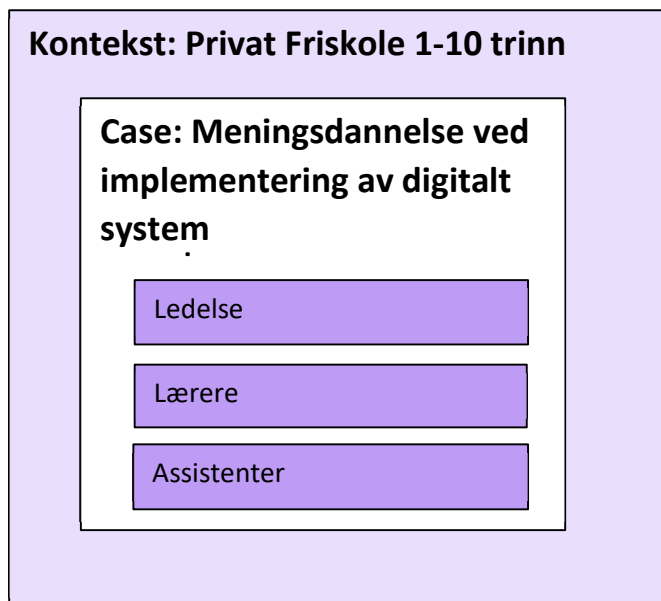 Kontekst: Privat Friskole 1-10 trinn
Case: Meningsdannelse ved
implementering av digitalt
system
Ledelse
Lærere
Assistenter